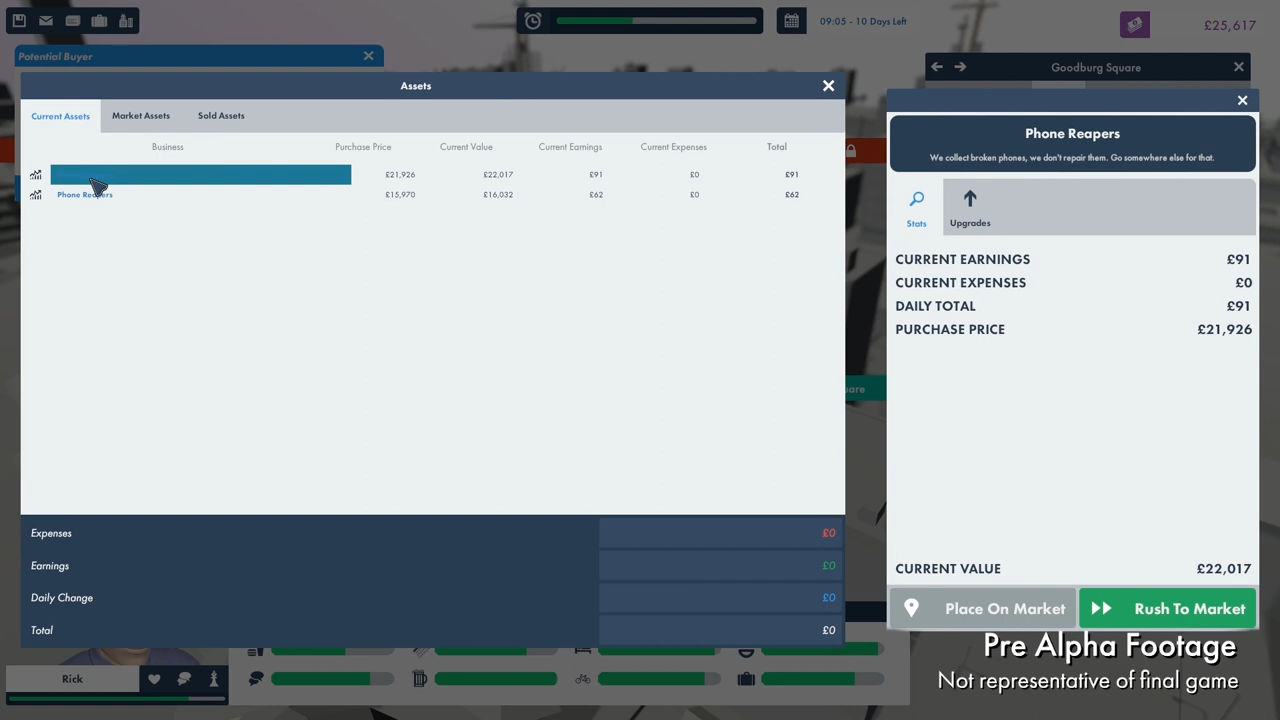 09:05 - 10 Days Left
£25,617
Potential Buyer
Goodburg Square
Assets
Current Assets
Market Assets
Sold Assets
Business
Purchase Price
Current Value
Current Earnings
Current Expenses
Total
£21,926
£22,017
£91
£0
£91
Phone Reapers
£15,970
£16,032
£62
£0
£62
Expenses
£0
Earnings
£0
Daily Change
£0
Total
£0
Phone Reapers
We collect broken phones, we don't repair them. Go somewhere else for that.
Stats
Upgrades
CURRENT EARNINGS
£91
CURRENT EXPENSES
£0
DAILY TOTAL
£91
PURCHASE PRICE
£21,926
CURRENT VALUE
£22,017
Place On Market
Rush To Market
Rick
Pre Alpha Footage
Not representative of final game